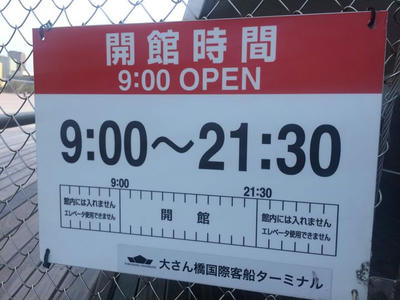 開館時間
9:00 OPEN
9:00～21:30
9:00
21:30
館内には入れません
エレベータ使用できません
開館
館内には入れません
エレベータ使用できません
大さん橋国際客船ターミナル